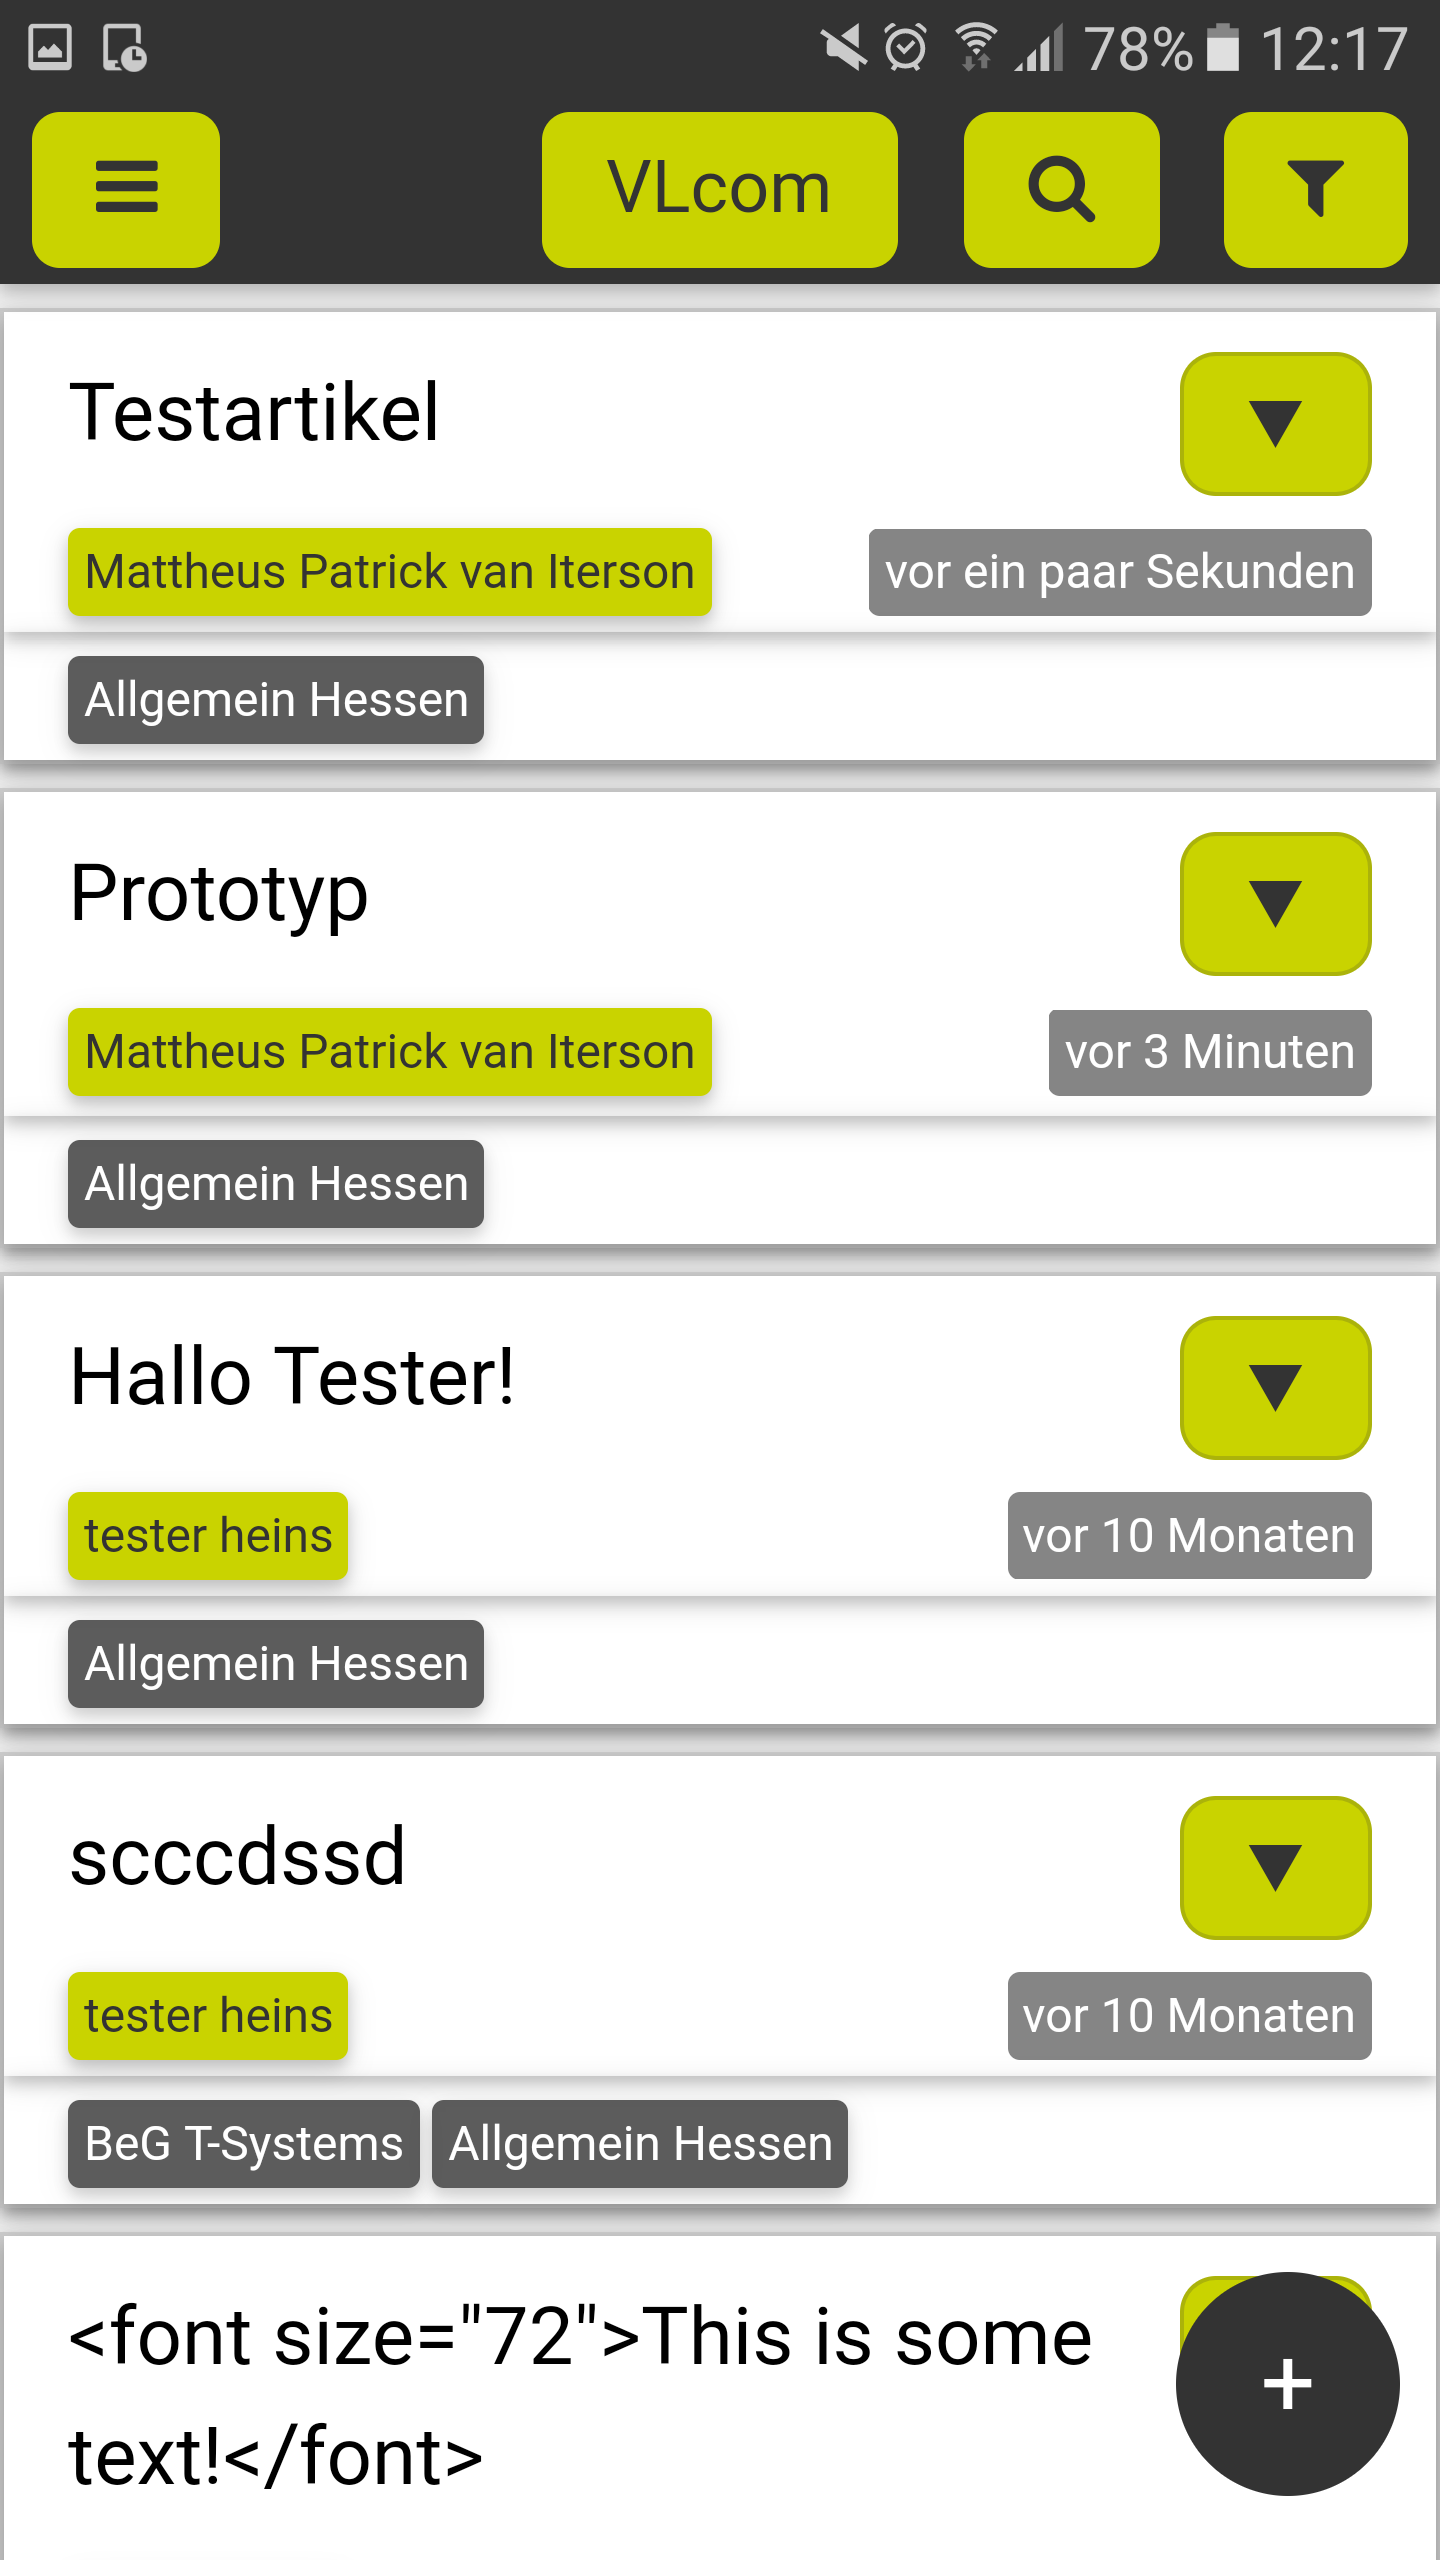 78% 12:17
VLcom
Testartikel
Mattheus Patrick van Iterson vor ein paar Sekunden
Allgemein Hessen
Prototyp
Mattheus Patrick van Iterson vor 3 Minuten
Allgemein Hessen
Hallo Tester!
tester heins vor 10 Monaten
Allgemein Hessen
scccdssd
tester heins vor 10 Monaten
BeG T-Systems Allgemein Hessen
<font size="72">This is some
text!</font>
+